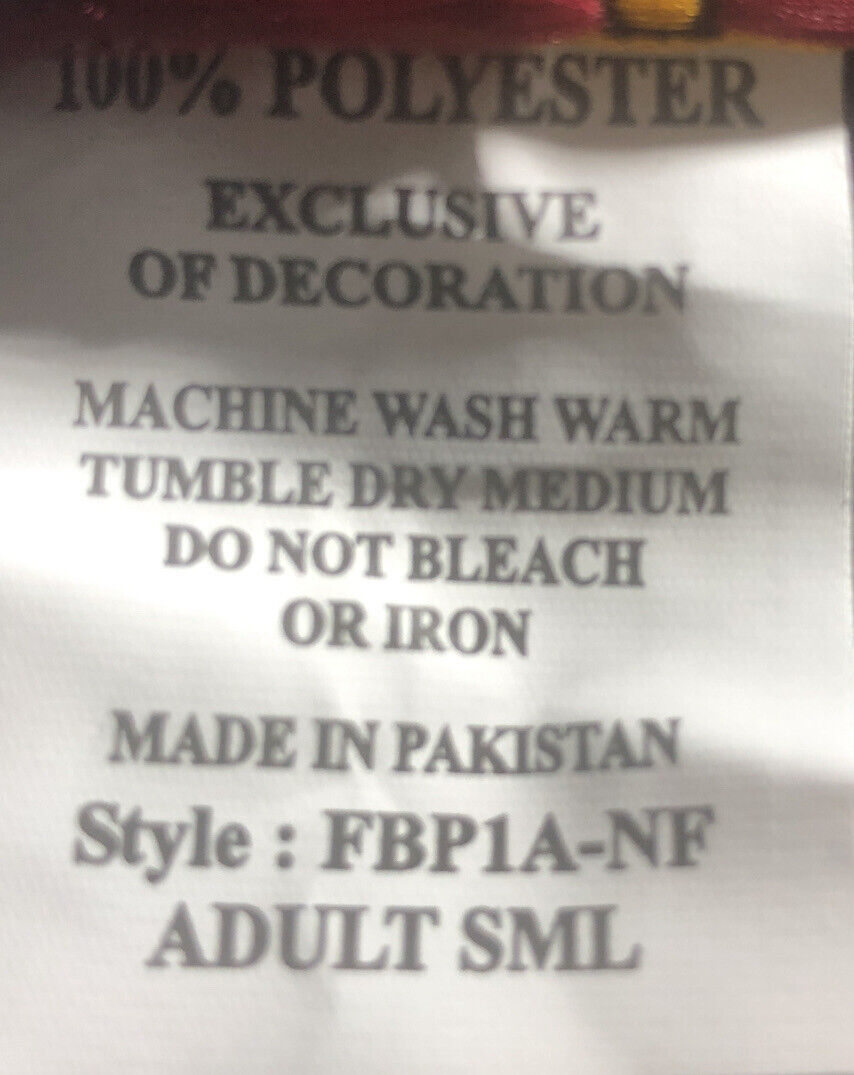 100% POLYESTER
EXCLUSIVE
OF DECORATION
MACHINE WASH WARM
TUMBLE DRY MEDIUM
DO NOT BLEACH
OR IRON
MADE IN PAKISTAN
Style : FBP1A-NF
ADULT SML